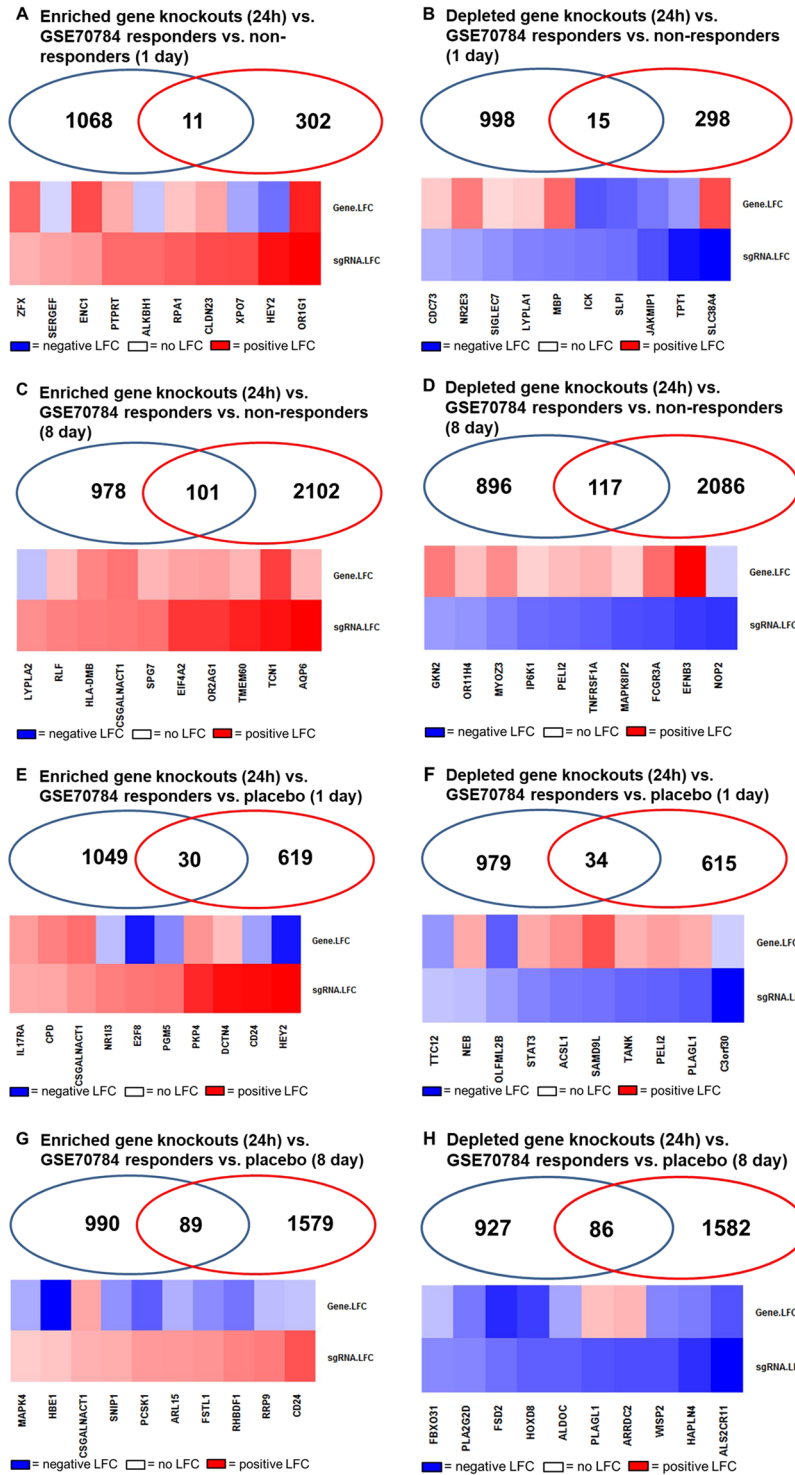 A Enriched gene knockouts (24h) vs.
GSE70784 responders vs. non-
responders (1 day)
1068 11 302
Gene.LFC
sgRNA.LFC
ZFX SERGEF ENC1 PTPRT ALKBH1 RPA1 CLDN23 XPO7 HEY2 OR1G1
= negative LFC = no LFC = positive LFC
B Depleted gene knockouts (24h) vs.
GSE70784 responders vs. non-responders
(1 day)
998 15 298
Gene.LFC
sgRNA.LFC
CDC73 NR2E3 SIGLEC7 LYPLA1 MBP ICK SLPI JAKMIP1 TPT1 SLC38A4
= negative LFC = no LFC = positive LFC
C Enriched gene knockouts (24h) vs.
GSE70784 responders vs. non-responders
(8 day)
978 101 2102
Gene.LFC
sgRNA.LFC
LYPLA2 RLF HLA-DMB CSGALNACT1 SPG7 EIF4A2 OR2AG1 TMEM60 TCN1 AQP6
= negative LFC = no LFC = positive LFC
D Depleted gene knockouts (24h) vs.
GSE70784 responders vs. non-responders
(8 day)
896 117 2086
Gene.LFC
sgRNA.LFC
GKN2 OR11H4 MYOZ3 IP6K1 PELI2 TNFRSF1A MAPK8IP2 FCGR3A EFNB3 NOP2
= negative LFC = no LFC = positive LFC
E Enriched gene knockouts (24h) vs.
GSE70784 responders vs. placebo (1 day)
1049 30 619
Gene.LFC
sgRNA.LFC
IL17RA CPD CSGALNACT1 NR1I3 E2F8 PGM5 PKP4 DCTN4 CD24 HEY2
= negative LFC = no LFC = positive LFC
F Depleted gene knockouts (24h) vs.
GSE70784 responders vs. placebo (1 day)
979 34 615
Gene.LFC
sgRNA.LFC
TTC12 NEB OLFML2B STAT3 ACSL1 SAMD9L TANK PELI2 PLAGL1 C3orf30
= negative LFC = no LFC = positive LFC
G Enriched gene knockouts (24h) vs.
GSE70784 responders vs. placebo (8 day)
990 89 1579
Gene.LFC
sgRNA.LFC
MAPK4 HBE1 CSGALNACT1 SNIP1 PCSK1 ARL15 FSTL1 RHBDF1 RRP9 CD24
= negative LFC = no LFC = positive LFC
H Depleted gene knockouts (24h) vs.
GSE70784 responders vs. placebo (8 day)
927 86 1582
Gene.LFC
sgRNA.LF
FBXO31 PLA2G2D FSD2 HOXD8 ALDOC PLAGL1 ARRDC2 WISP2 HAPLN4 ALS2CR11
= negative LFC = no LFC = positive LFC